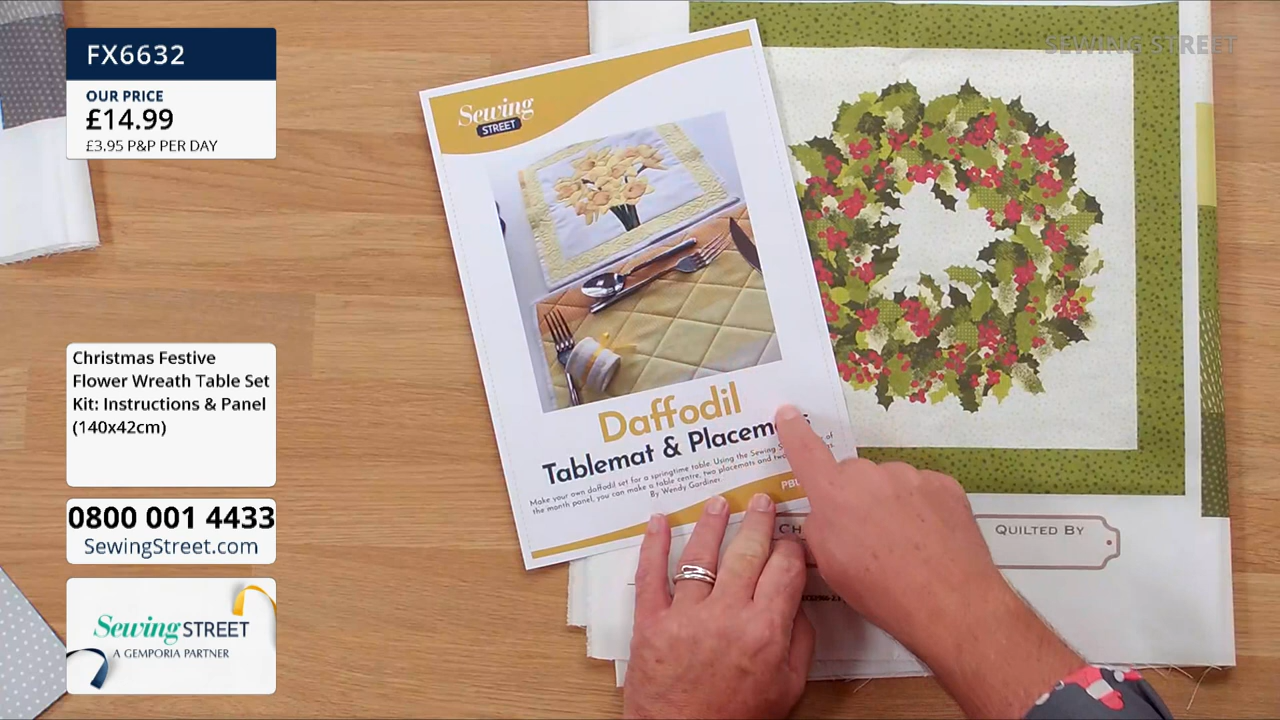 FX6632
OUR PRICE
£14.99
£3.95 P&P PER DAY
Christmas Festive
Flower Wreath Table Set
Kit: Instructions & Panel
(140x42cm)
0800 001 4433
SewingStreet.com
Sewing STREET
A GEMPORIA PARTNER
SEWING STREET
Sewing
STREET
Daffodil
Tablemat & Placem
Make your own daffodil set for a springtime table. Using the Sewing S of
the month panel, you can make a table centre, two placemats and two
By Wendy Gardiner
PB
CH
QUILTED BY